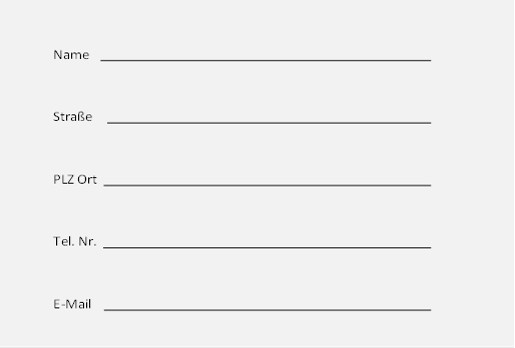 Name
Straße
PLZ Ort
Tel. Nr.
E-Mail